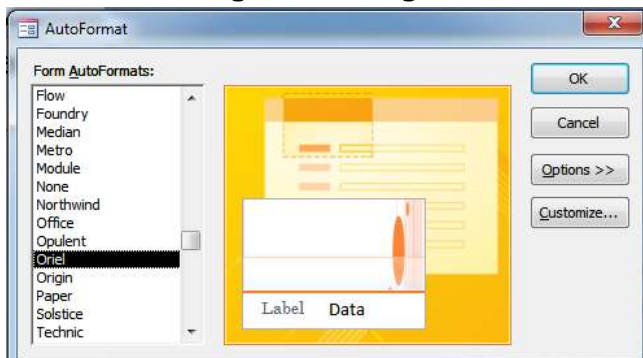 AutoFormat
Form AutoFormats:
Flow
Foundry
Median
Metro
Module
None
Northwind
Office
Opulent
Oriel
Origin
Paper
Solstice
Technic
Label Data
OK
Cancel
Options >>
Customize...